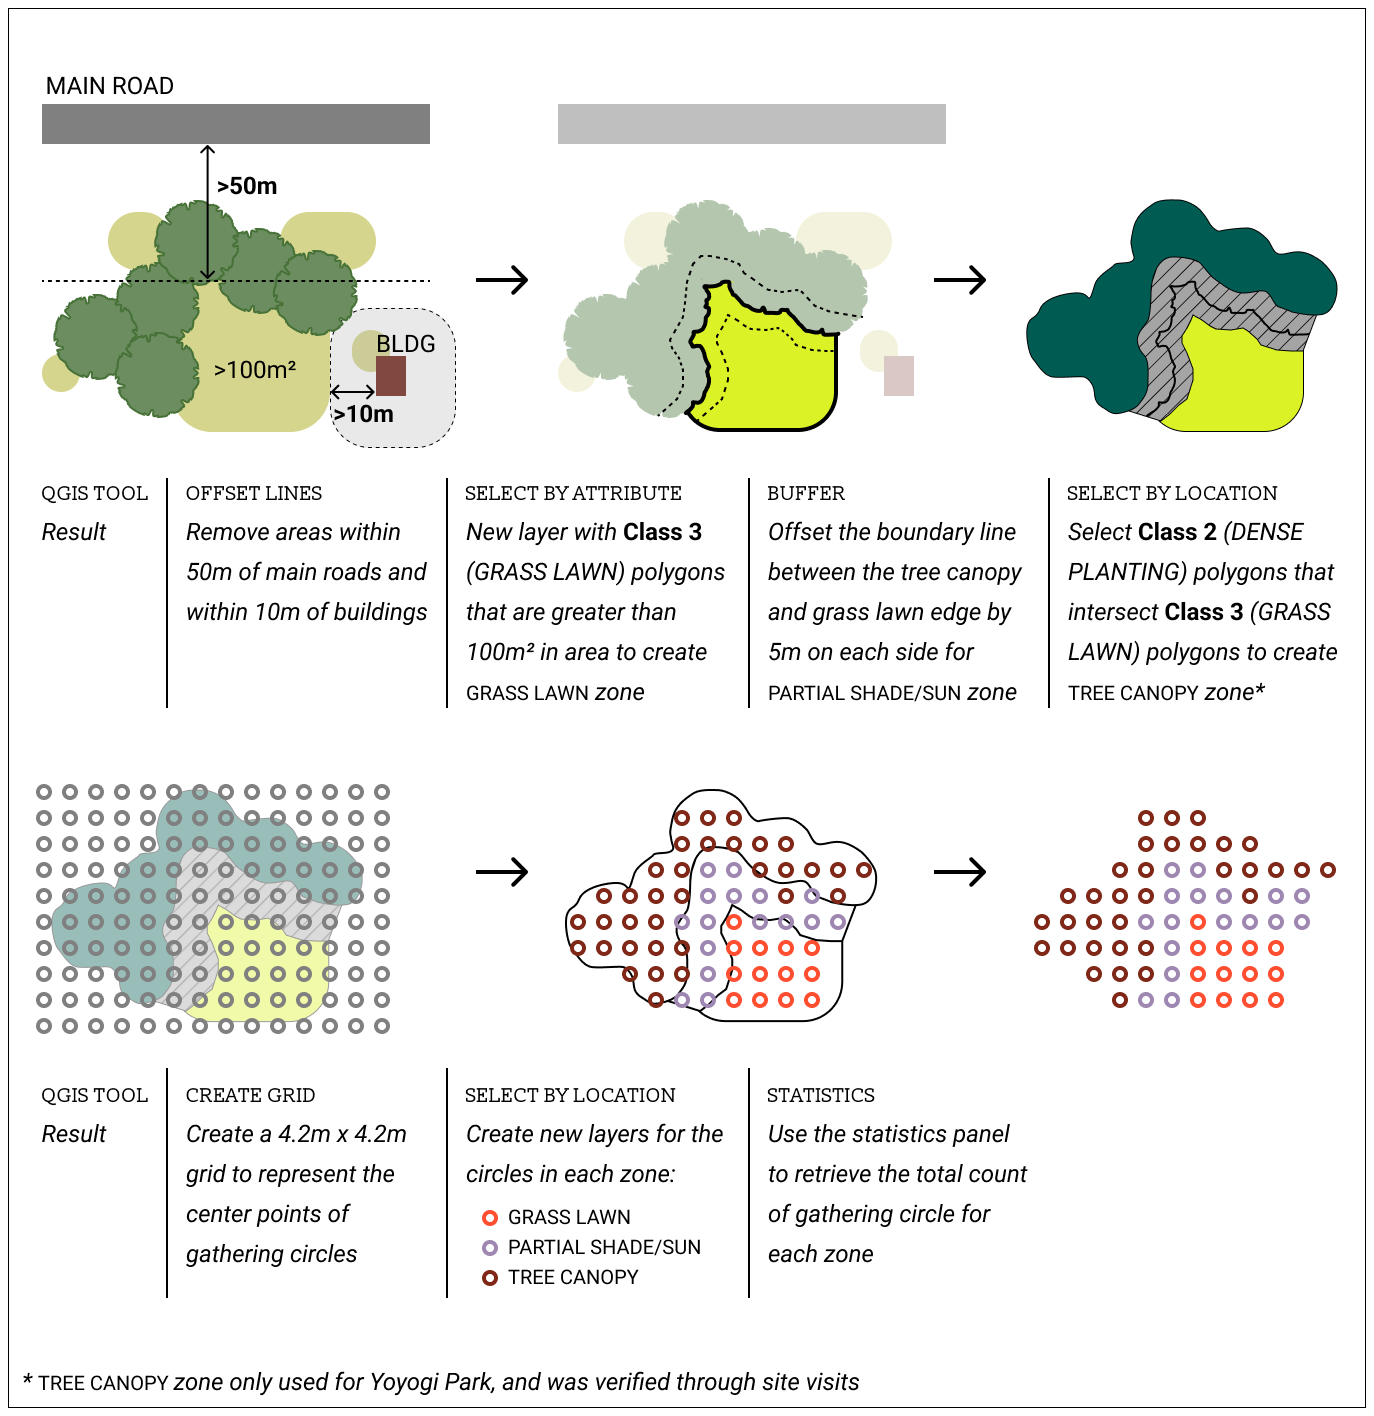 MAIN ROAD
>50m
>100m²
BLDG
>10m
QGIS TOOL
Result
OFFSET LINES
Remove areas within
50m of main roads and
within 10m of buildings
SELECT BY ATTRIBUTE
New layer with Class 3
(GRASS LAWN) polygons
that are greater than
100m² in area to create
GRASS LAWN zone
BUFFER
Offset the boundary line
between the tree canopy
and grass lawn edge by
5m on each side for
PARTIAL SHADE/SUN zone
SELECT BY LOCATION
Select Class 2 (DENSE
PLANTING) polygons that
intersect Class 3 (GRASS
LAWN) polygons to create
TREE CANOPY zone*
QGIS TOOL
Result
CREATE GRID
Create a 4.2m x 4.2m
grid to represent the
center points of
gathering circles
SELECT BY LOCATION
Create new layers for the
circles in each zone:
GRASS LAWN
PARTIAL SHADE/SUN
TREE CANOPY
STATISTICS
Use the statistics panel
to retrieve the total count
of gathering circle for
each zone
* TREE CANOPY zone only used for Yoyogi Park, and was verified through site visits